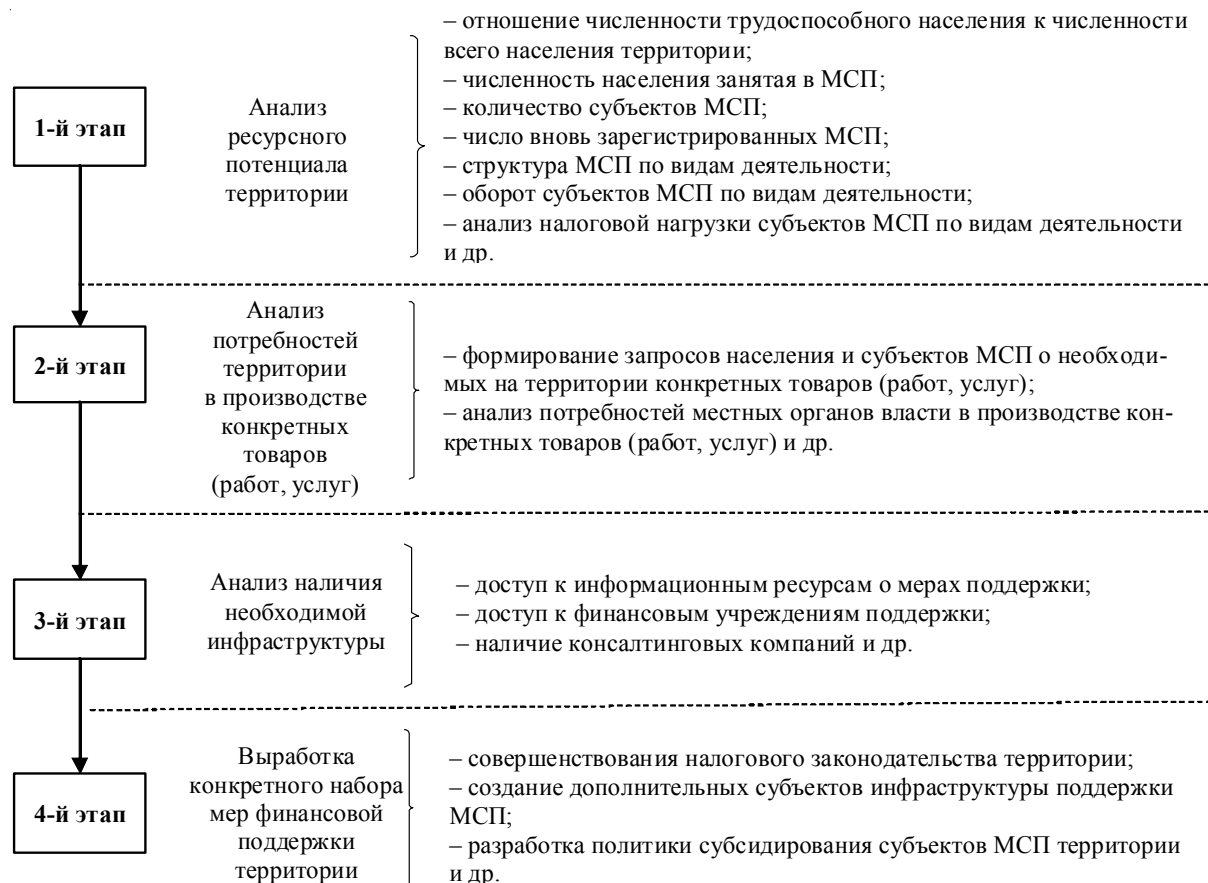 1-й этап
Анализ
ресурсного
потенциала
территории
– отношение численности трудоспособного населения к численности
всего населения территории;
– численность населения занятая в МСП;
– количество субъектов МСП;
– число вновь зарегистрированных МСП;
– структура МСП по видам деятельности;
– оборот субъектов МСП по видам деятельности;
– анализ налоговой нагрузки субъектов МСП по видам деятельности
и др.
2-й этап
Анализ
потребностей
территории
в производстве
конкретных
товаров
(работ, услуг)
– формирование запросов населения и субъектов МСП о необходи-
мых на территории конкретных товаров (работ, услуг);
– анализ потребностей местных органов власти в производстве кон-
кретных товаров (работ, услуг) и др.
3-й этап
Анализ наличия
необходимой
инфраструктуры
– доступ к информационным ресурсам о мерах поддержки;
– доступ к финансовым учреждениям поддержки;
– наличие консалтинговых компаний и др.
4-й этап
Выработка
конкретного набора
мер финансовой
поддержки
территории
– совершенствования налогового законодательства территории;
– создание дополнительных субъектов инфраструктуры поддержки
МСП;
– разработка политики субсидирования субъектов МСП территории
и др.